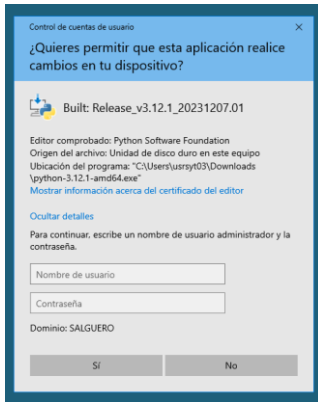 Control de cuentas de usuario
¿Quieres permitir que esta aplicación realice
cambios en tu dispositivo?
Built: Release_v3.12.1_20231207.01
Editor comprobado: Python Software Foundation
Origen del archivo: Unidad de disco duro en este equipo
Ubicación del programa: "C:\Users\usrsyt03\Downloads
\python-3.12.1-amd64.exe"
Mostrar información acerca del certificado del editor
Ocultar detalles
Para continuar, escribe un nombre de usuario administrador y la
contraseña.
Nombre de usuario
Contraseña
Dominio: SALGUERO
Sí
No